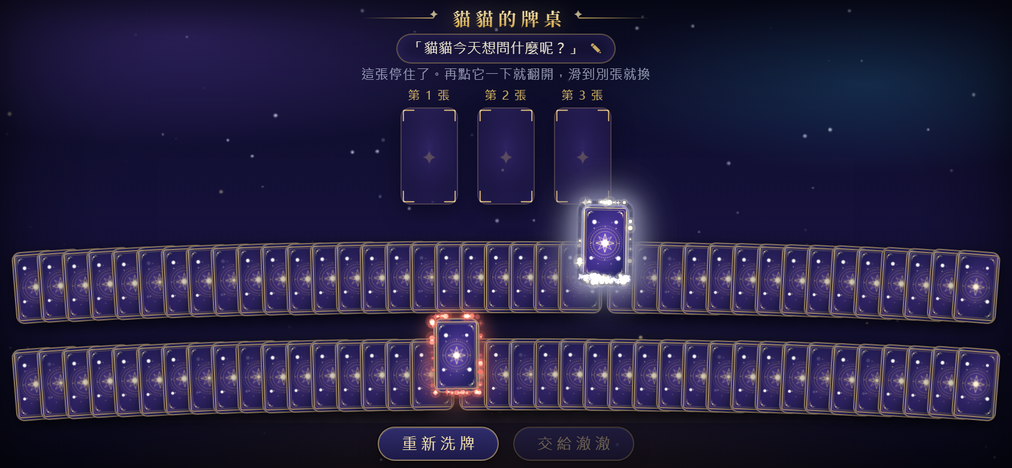 貓貓的牌桌
「貓貓今天想問什麼呢？」
這張停住了。再點它一下就翻開，滑到別張就換
第 1 張 第 2 張 第 3 張
重新洗牌 交給澈澈